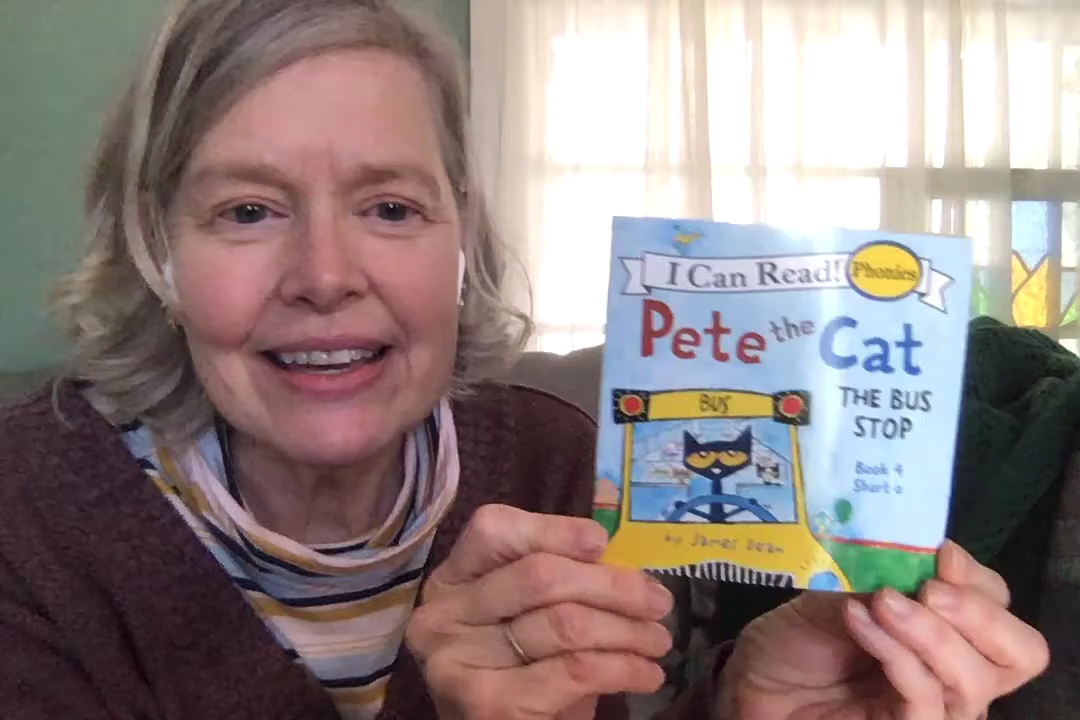 I Can Read! Phonics
Pete the Cat
THE BUS
STOP
Book 4
Short o
BUS
by James Dean